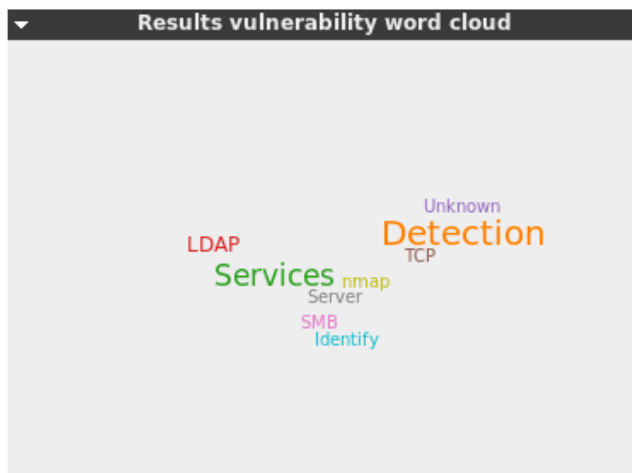 Results vulnerability word cloud
Unknown
Detection
LDAP
TCP
Services
nmap
Server
SMB
Identify